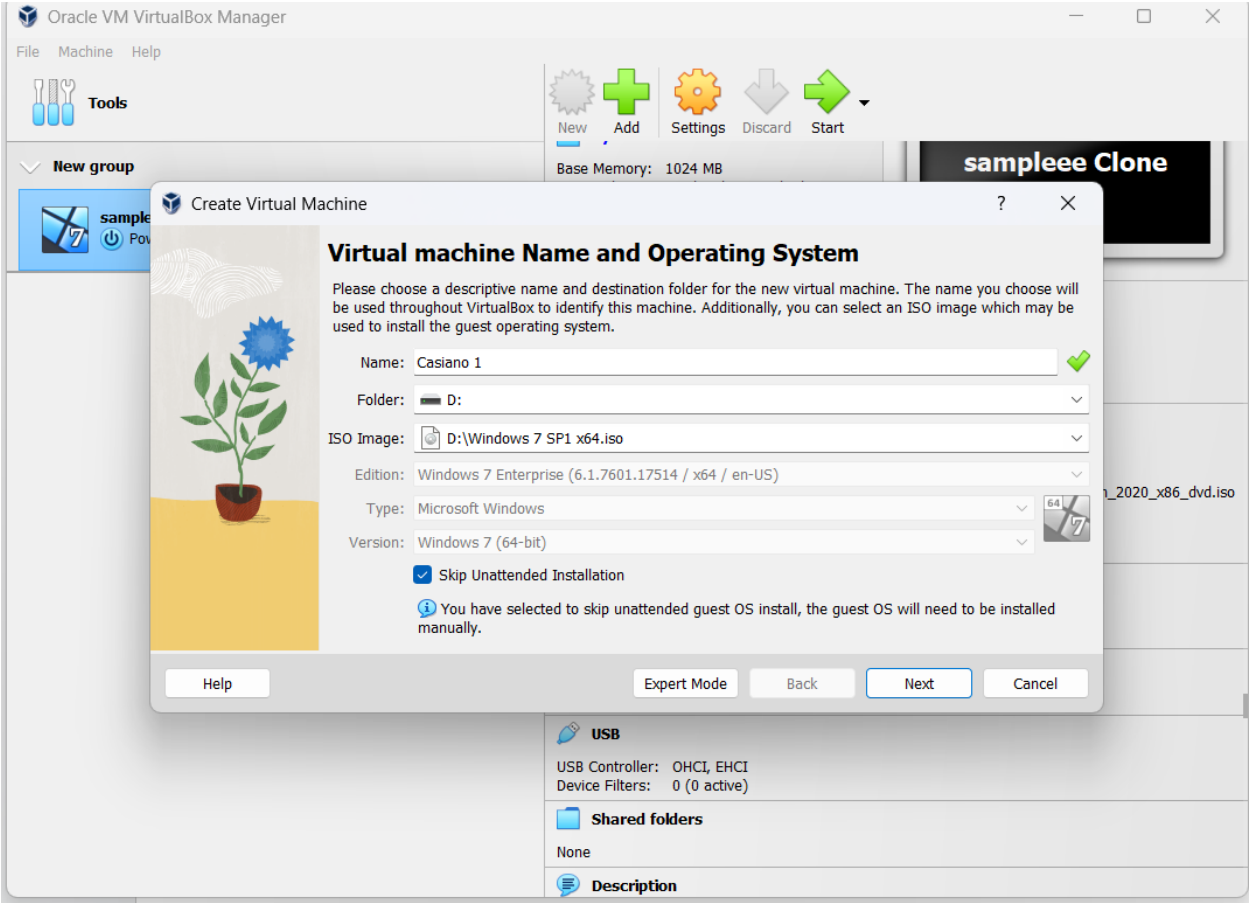 Oracle VM VirtualBox Manager
File Machine Help
Tools
New Add Settings Discard Start
New group
Base Memory: 1024 MB
sampleee Clone
sample
Pow
Create Virtual Machine
?
Virtual machine Name and Operating System
Please choose a descriptive name and destination folder for the new virtual machine. The name you choose will
be used throughout VirtualBox to identify this machine. Additionally, you can select an ISO image which may be
used to install the guest operating system.
Name: Casiano 1
Folder: D:
ISO Image: D:\Windows 7 SP1 x64.iso
Edition: Windows 7 Enterprise (6.1.7601.17514 / x64 / en-US)
Type: Microsoft Windows
64
7
Version: Windows 7 (64-bit)
Skip Unattended Installation
You have selected to skip unattended guest OS install, the guest OS will need to be installed
manually.
_2020_x86_dvd.iso
Help Expert Mode Back Next Cancel
USB
USB Controller: OHCI, EHCI
Device Filters: 0 (0 active)
Shared folders
None
Description